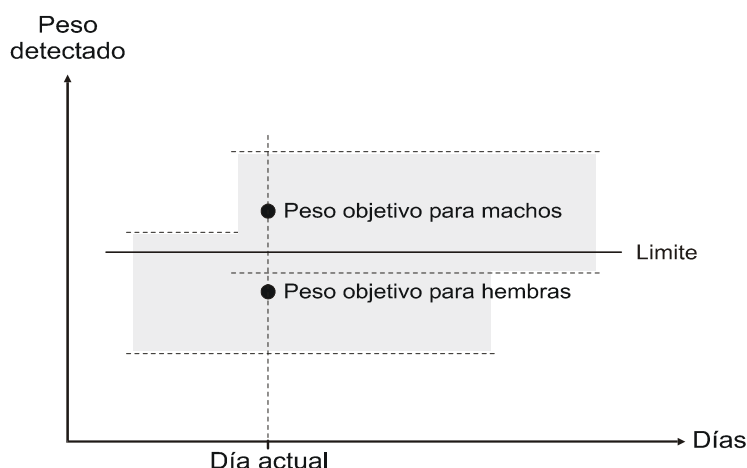 Peso
detectado
Peso objetivo para machos
Limite
Peso objetivo para hembras
Días
Día actual